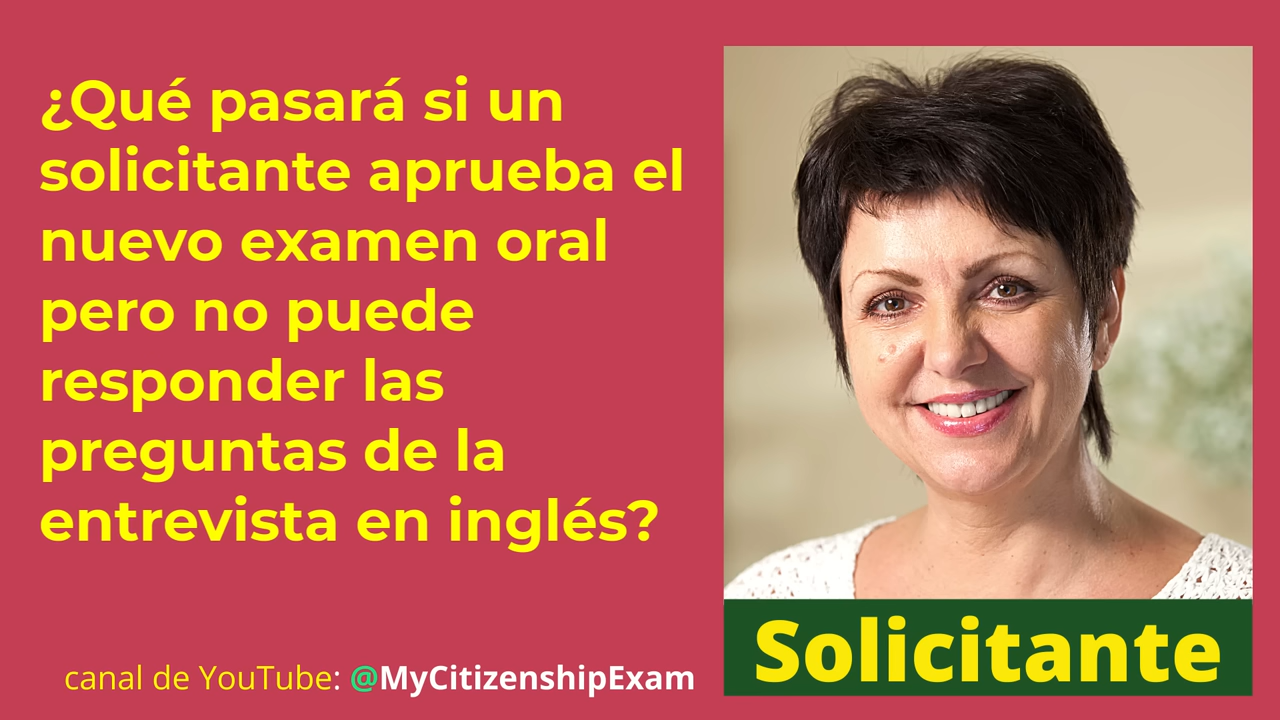 ¿Qué pasará si un
solicitante aprueba el
nuevo examen oral
pero no puede
responder las
preguntas de la
entrevista en inglés?
canal de YouTube: @MyCitizenshipExam
Solicitante